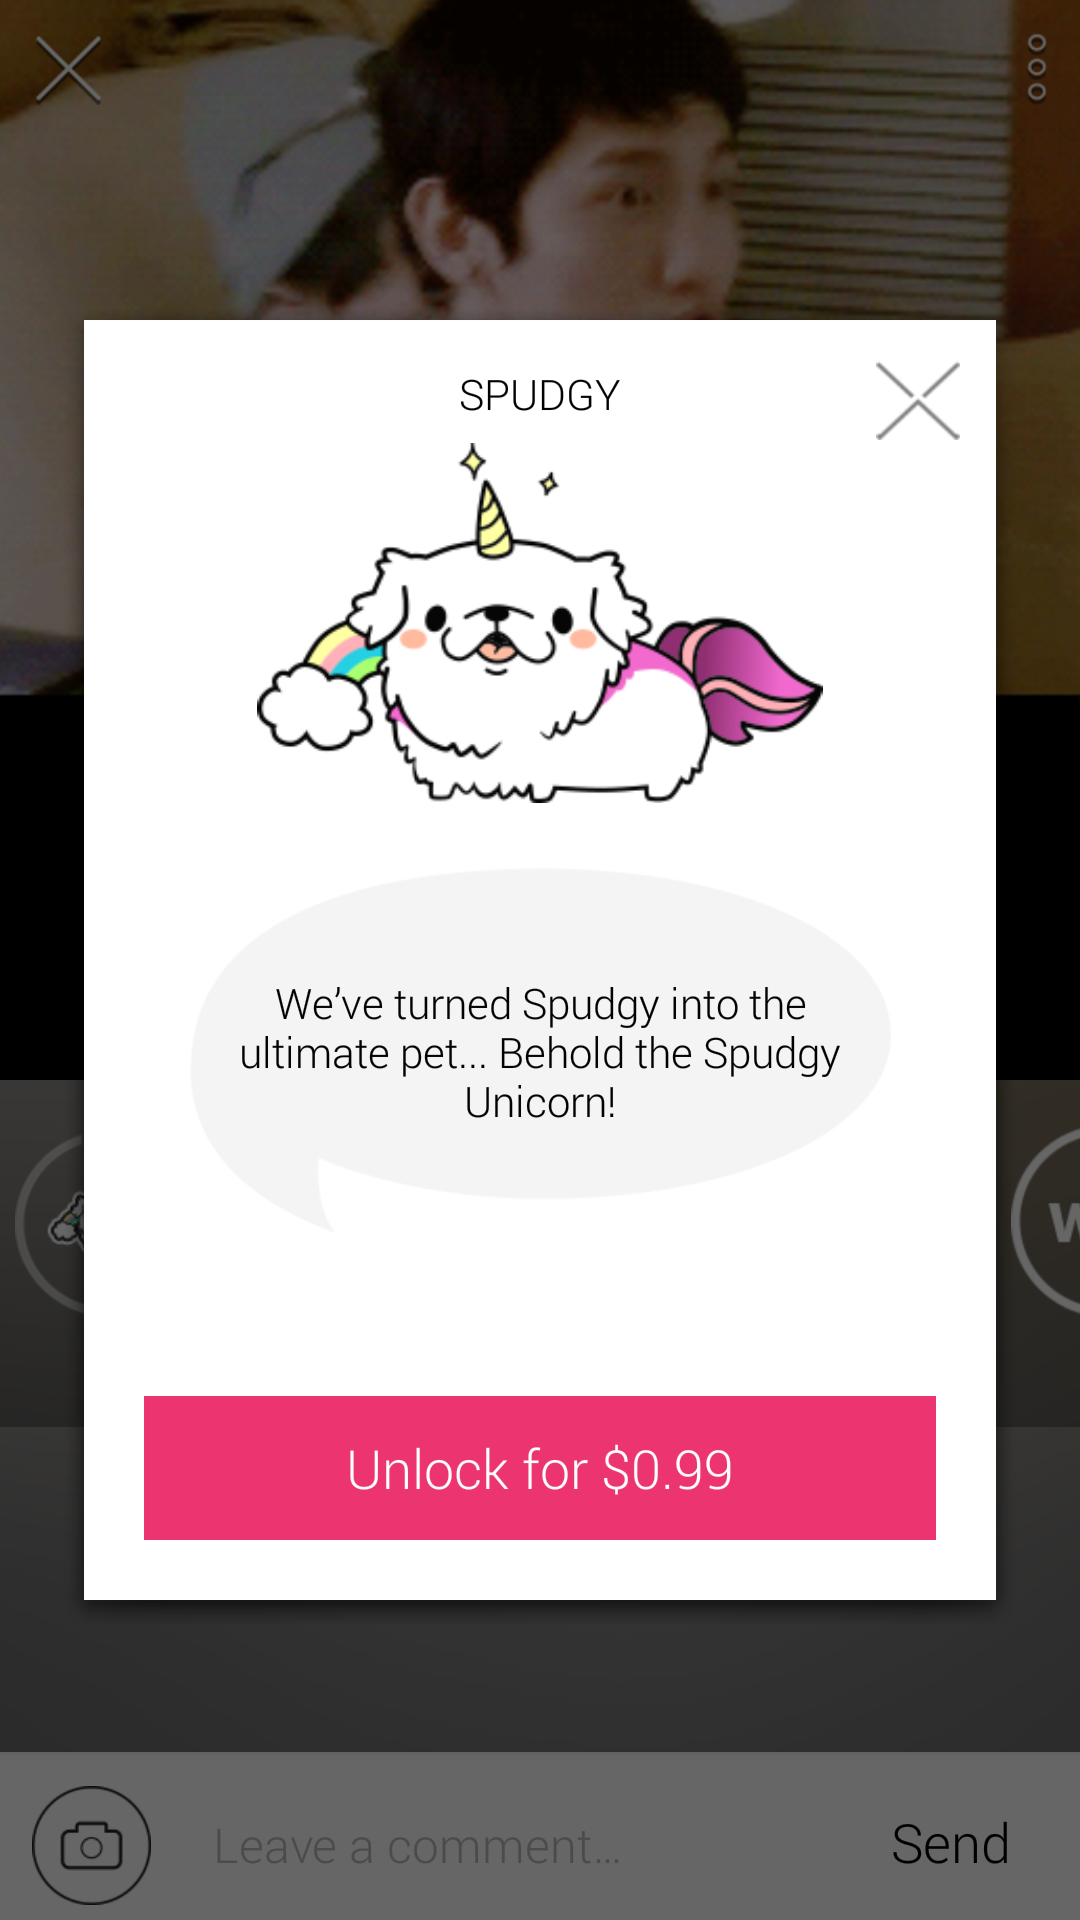 SPUDGY
We’ve turned Spudgy into the
ultimate pet... Behold the Spudgy
Unicorn!
W
Unlock for $0.99
Leave a comment...
Send